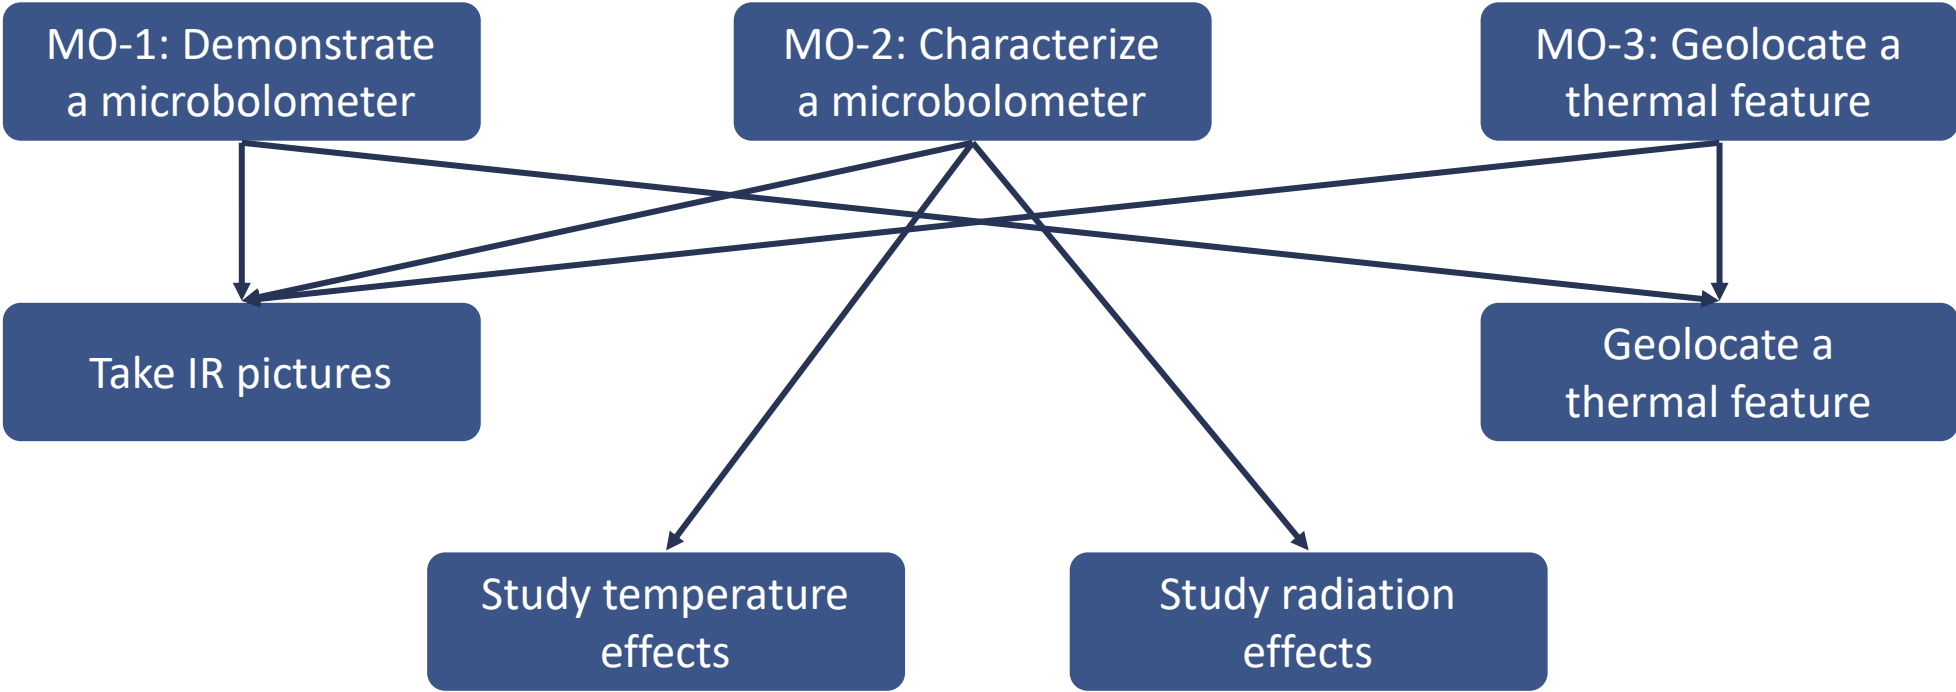 MO-1: Demonstrate
a microbolometer
MO-2: Characterize
a microbolometer
MO-3: Geolocate a
thermal feature
Take IR pictures
Geolocate a
thermal feature
Study temperature
effects
Study radiation
effects